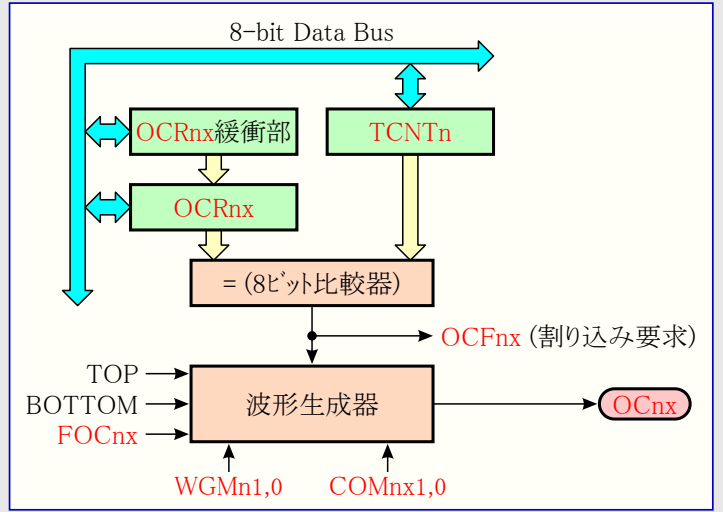 8-bit Data Bus
OCRnx緩衝部
TCNTn
OCRnx
= (8ﾋﾞｯﾄ比較器)
OCFnx (割り込み要求)
TOP
BOTTOM
FOCnx
波形生成器
OCnx
WGMn1,0
COMnx1,0